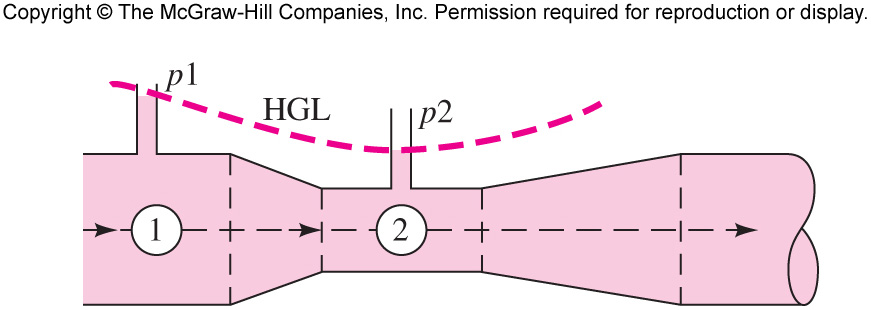 Copyright © The McGraw-Hill Companies, Inc. Permission required for reproduction or display.
p1
HGL
p2
1
2